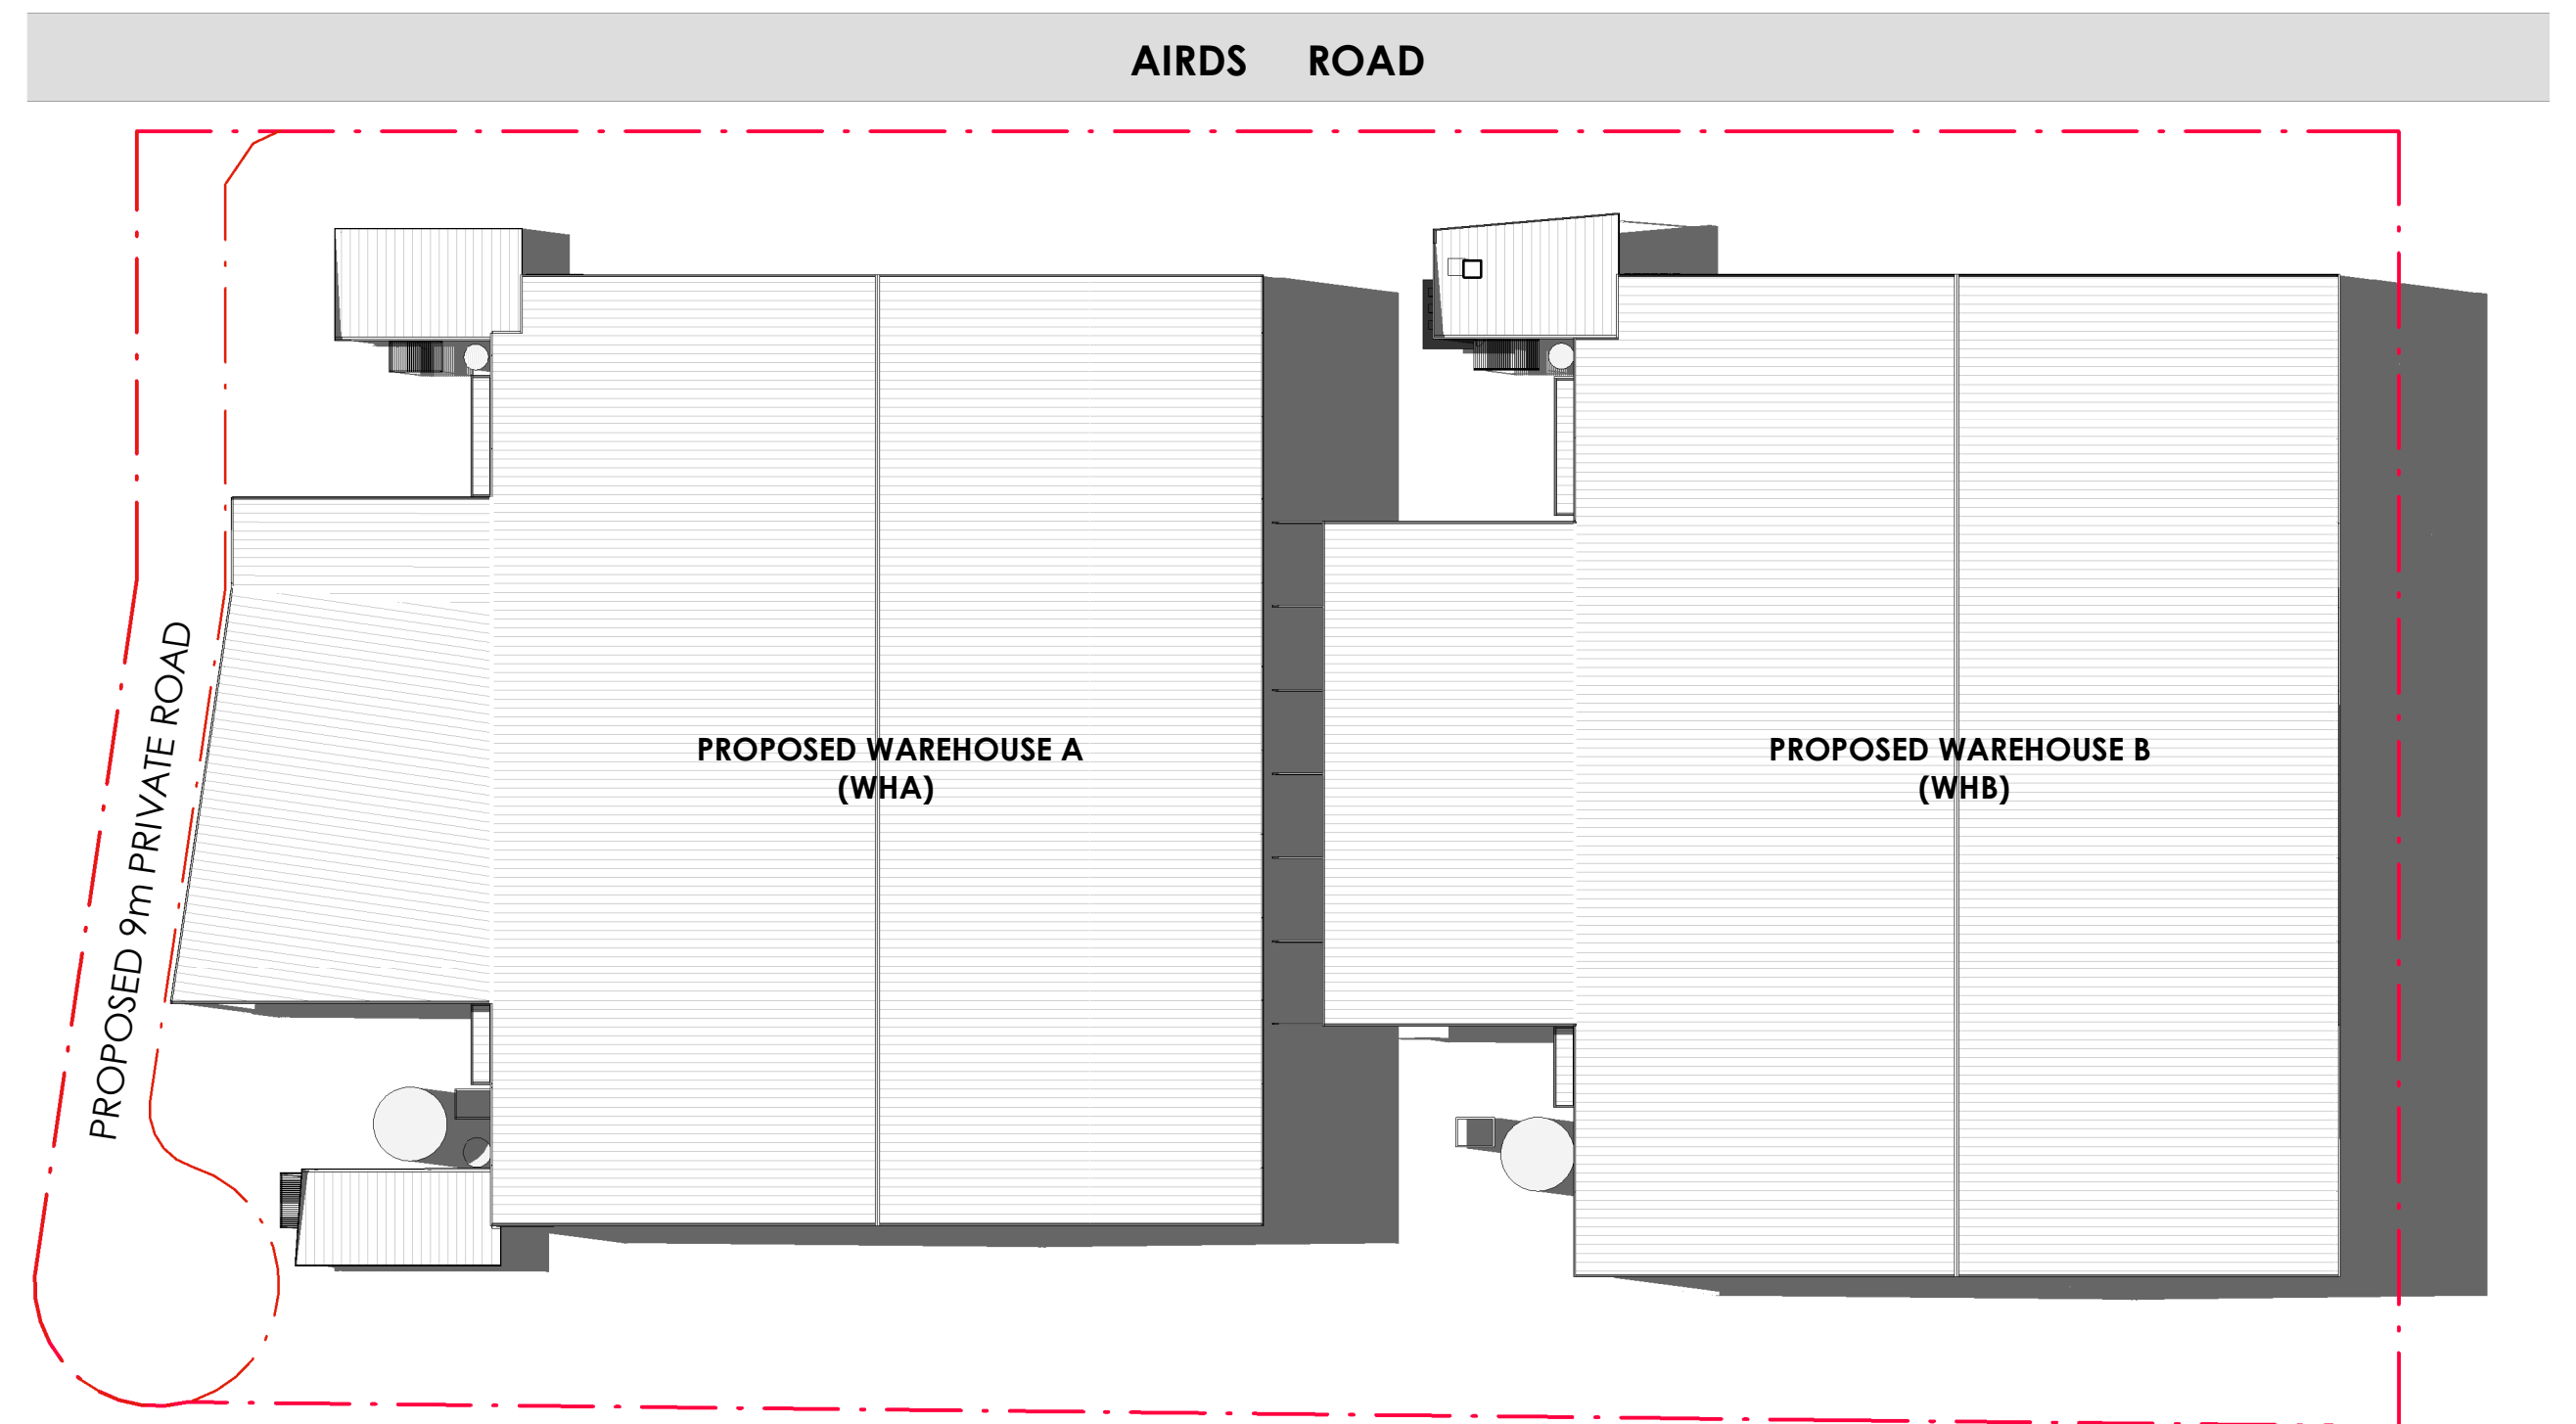 AIRDS ROAD
PROPOSED 9m PRIVATE ROAD
PROPOSED WAREHOUSE A
(WHA)
PROPOSED WAREHOUSE B
(WHB)